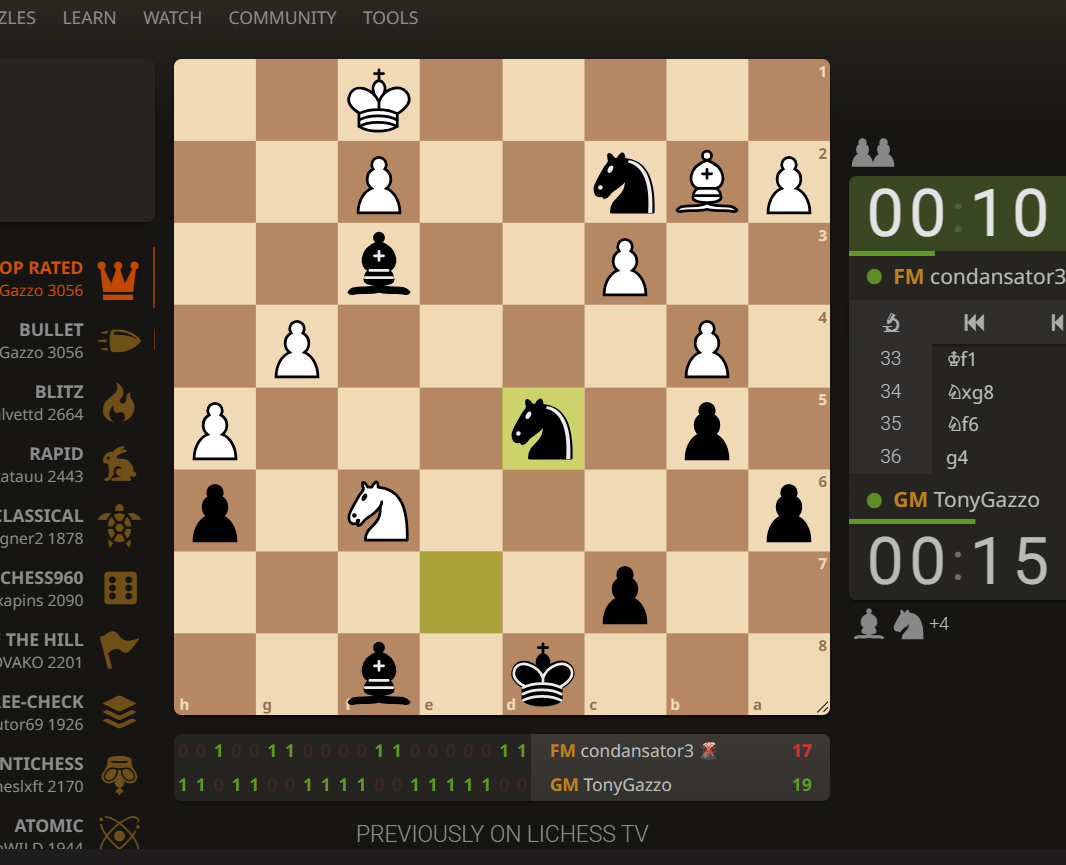 ZLES LEARN WATCH COMMUNITY TOOLS
OP RATED
Gazzo 3056
BULLET
Gazzo 3056
BLITZ
lvettd 2664
RAPID
atauu 2443
CLASSICAL
gner2 1878
CHESS960
xapins 2090
F THE HILL
OVAKO 2201
REE-CHECK
utor69 1926
NTICHESS
neslxft 2170
ATOMIC
WILD 1944
1
2
3
4
5
6
7
8
h g f e d c b a
0 0 1 0 0 1 1 0 0 0 0 1 1 0 0 0 0 0 1 1 FM condansator3 17
1 1 0 1 1 0 0 1 1 1 1 0 0 1 1 1 1 1 0 0 GM TonyGazzo 19
PREVIOUSLY ON LICHESS TV
00:10
FM condansator3
33 ♔f1
34 ♘xg8
35 ♘f6
36 g4
GM TonyGazzo
00:15
+4